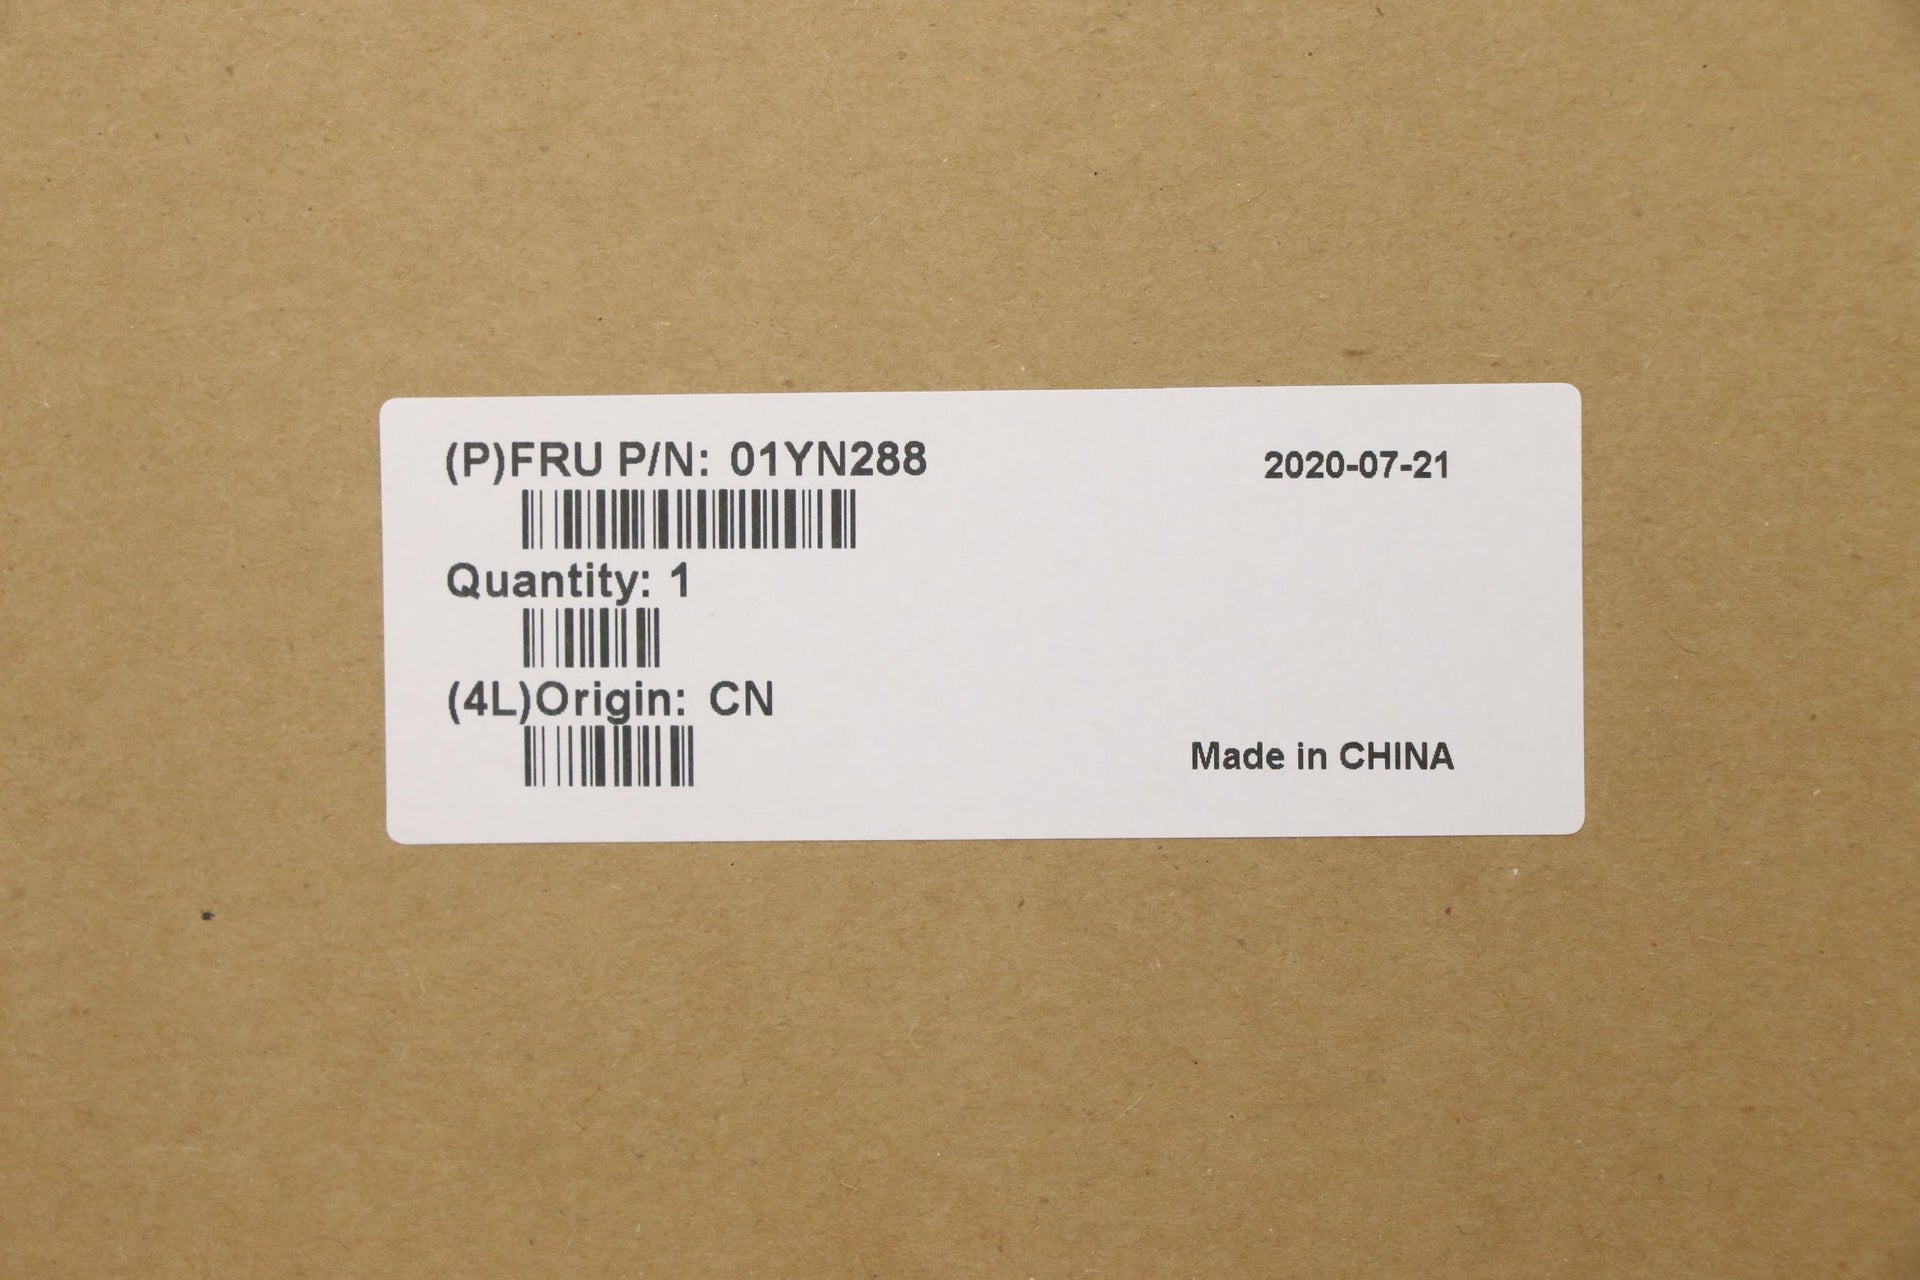 (P)FRU P/N: 01YN288
2020-07-21
Quantity: 1
(4L)Origin: CN
Made in CHINA